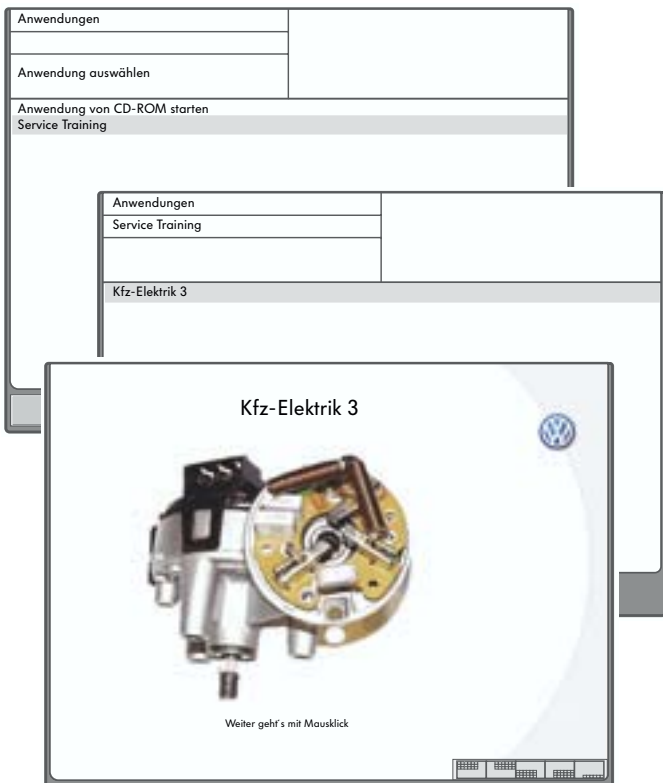 Anwendungen
Anwendung auswählen
Anwendung von CD-ROM starten
Service Training
Anwendungen
Service Training
Kfz-Elektrik 3
Kfz-Elektrik 3
Weiter geht´s mit Mausklick